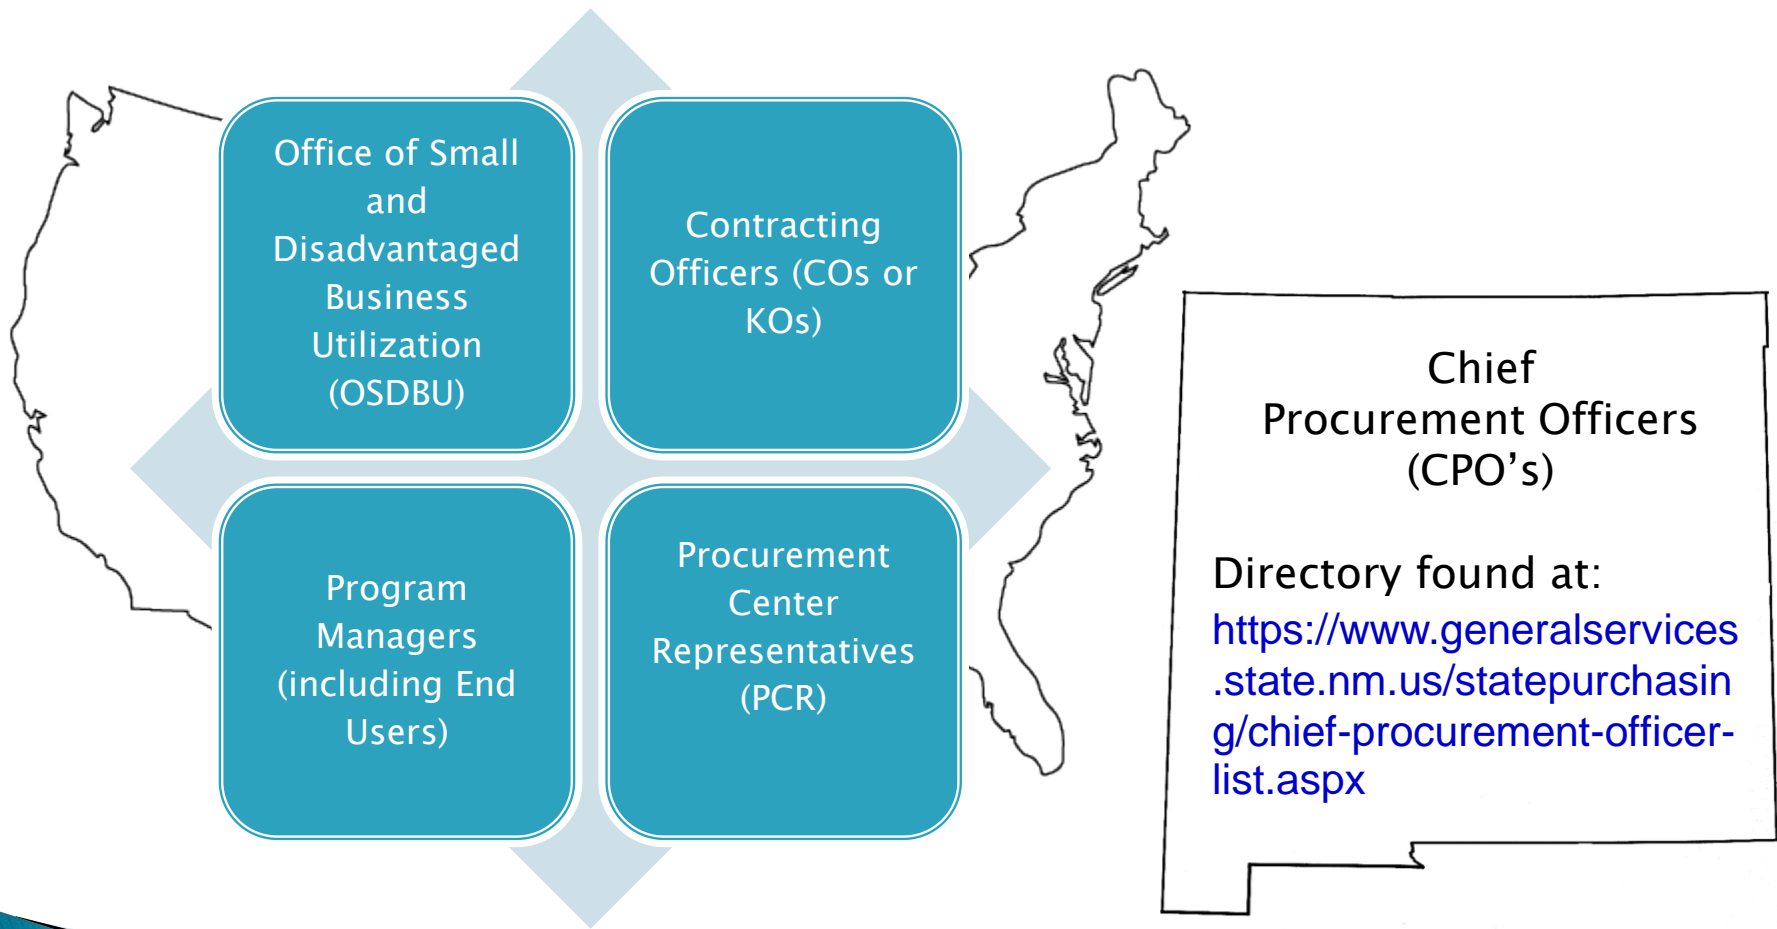 Office of Small
and
Disadvantaged
Business
Utilization
(OSDBU)
Contracting
Officers (COs or
KOs)
Program
Managers
(including End
Users)
Procurement
Center
Representatives
(PCR)
Chief
Procurement Officers
(CPO’s)
Directory found at:
https://www.generalservices
.state.nm.us/statepurchasin
g/chief-procurement-officer-
list.aspx